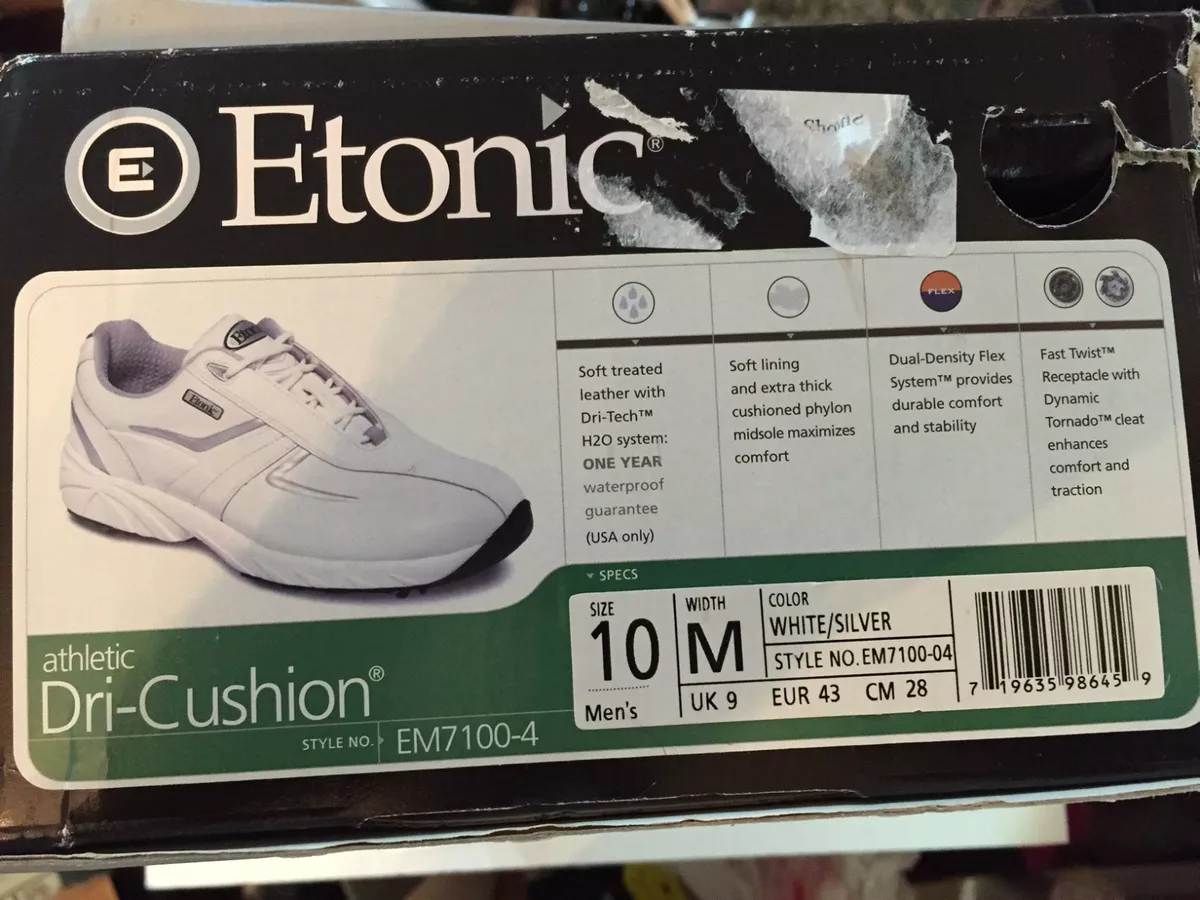 E Etonic®
Etonic
Soft treated
leather with
Dri-Tech™
H2O system:
ONE YEAR
waterproof
guarantee
(USA only)
Soft lining
and extra thick
cushioned phylon
midsole maximizes
comfort
FLEX
Dual-Density Flex
System™ provides
durable comfort
and stability
Fast Twist™
Receptacle with
Dynamic
Tornado™ cleat
enhances
comfort and
traction
SPECS
SIZE
10
Men's
WIDTH
M
COLOR
WHITE/SILVER
STYLE NO. EM7100-04
UK 9 EUR 43 CM 28
7 19635 98645 9
athletic
Dri-Cushion®
STYLE NO. EM7100-4